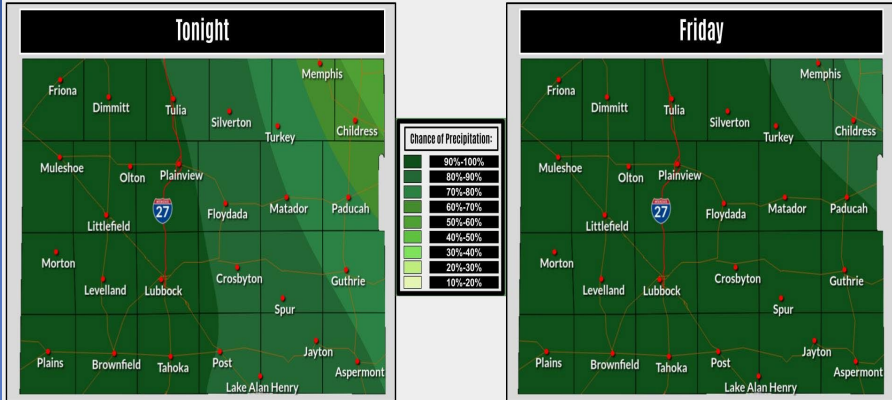 Tonight
Friona
Dimmitt
Tulia
Silverton
Turkey
Memphis
Childress
Muleshoe
Olton
Plainview
27
Littlefield
Floydada
Matador
Paducah
Morton
Levelland
Lubbock
Crosbyton
Guthrie
Spur
Plains
Brownfield
Tahoka
Post
Jayton
Aspermont
Lake Alan Henry
Chance of Precipitation:
90%-100%
80%-90%
70%-80%
60%-70%
50%-60%
40%-50%
30%-40%
20%-30%
10%-20%
Friday
Friona
Dimmitt
Tulia
Silverton
Turkey
Memphis
Childress
Muleshoe
Olton
Plainview
27
Littlefield
Floydada
Matador
Paducah
Morton
Levelland
Lubbock
Crosbyton
Guthrie
Spur
Plains
Brownfield
Tahoka
Post
Jayton
Aspermont
Lake Alan Henry